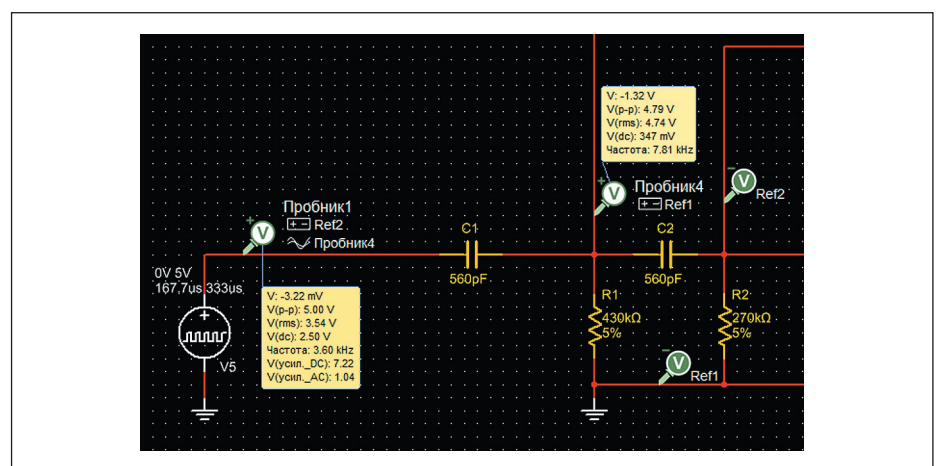 V: -1.32 V
V(p-p): 4.79 V
V(rms): 4.74 V
V(dc): 347 mV
Частота: 7.81 kHz
Пробник4
Ref1
Ref2
Пробник1
Ref2
Пробник4
C1
560pF
C2
560pF
0V 5V
167.7us 333us
V5
V: -3.22 mV
V(p-p): 5.00 V
V(rms): 3.54 V
V(dc): 2.50 V
Частота: 3.60 kHz
V(усил._DC): 7.22
V(усил._AC): 1.04
R1
430kΩ
5%
R2
270kΩ
5%
Ref1
V
V
V
V